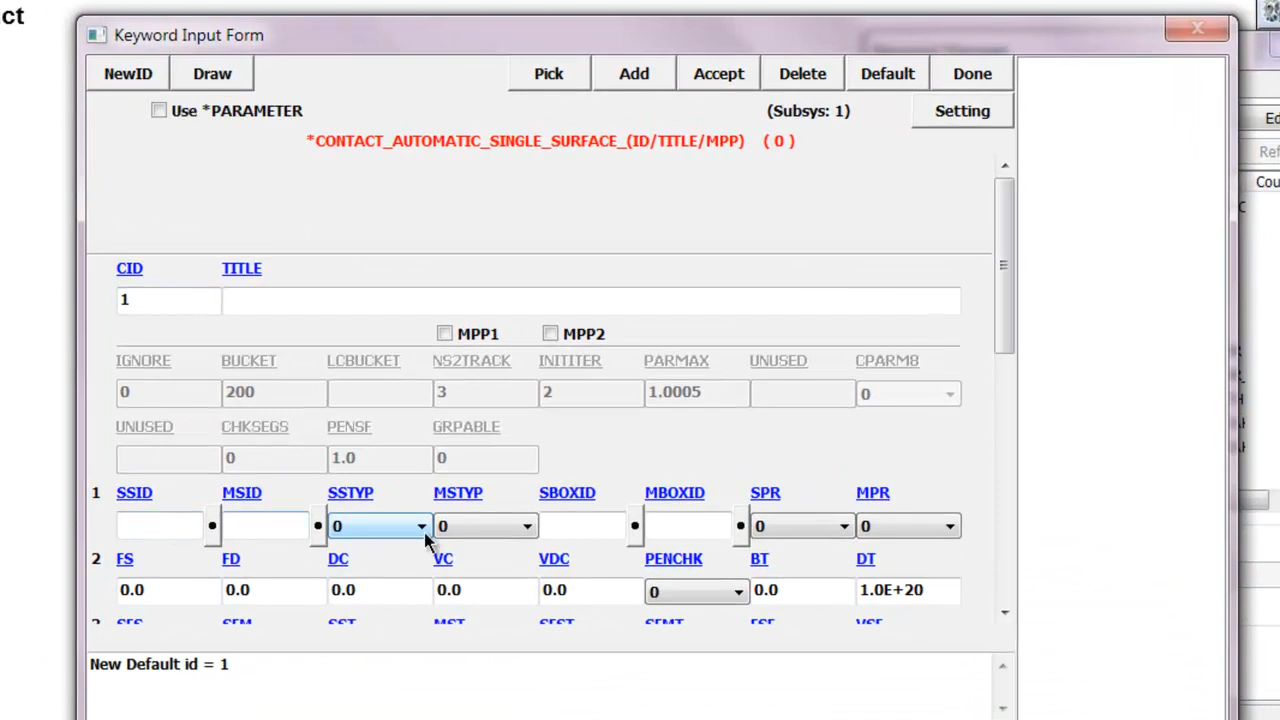 ct
Keyword Input Form
NewID Draw Pick Add Accept Delete Default Done
Use *PARAMETER (Subsys: 1) Setting
*CONTACT_AUTOMATIC_SINGLE_SURFACE_(ID/TITLE/MPP) ( 0 )
CID TITLE
1
MPP1 MPP2
IGNORE BUCKET LCBUCKET NS2TRACK INITITER PARMAX UNUSED CPARM8
0 200 3 2 1.0005 0
UNUSED CHKSEGS PENSF GRPABLE
0 1.0 0
1 SSID MSID SSTYP MSTYP SBOXID MBOXID SPR MPR
0 0 0 0
2 FS FD DC VC VDC PENCHK BT DT
0.0 0.0 0.0 0.0 0.0 0 0.0 1.0E+20
New Default id = 1
Ed
Ref
Cou